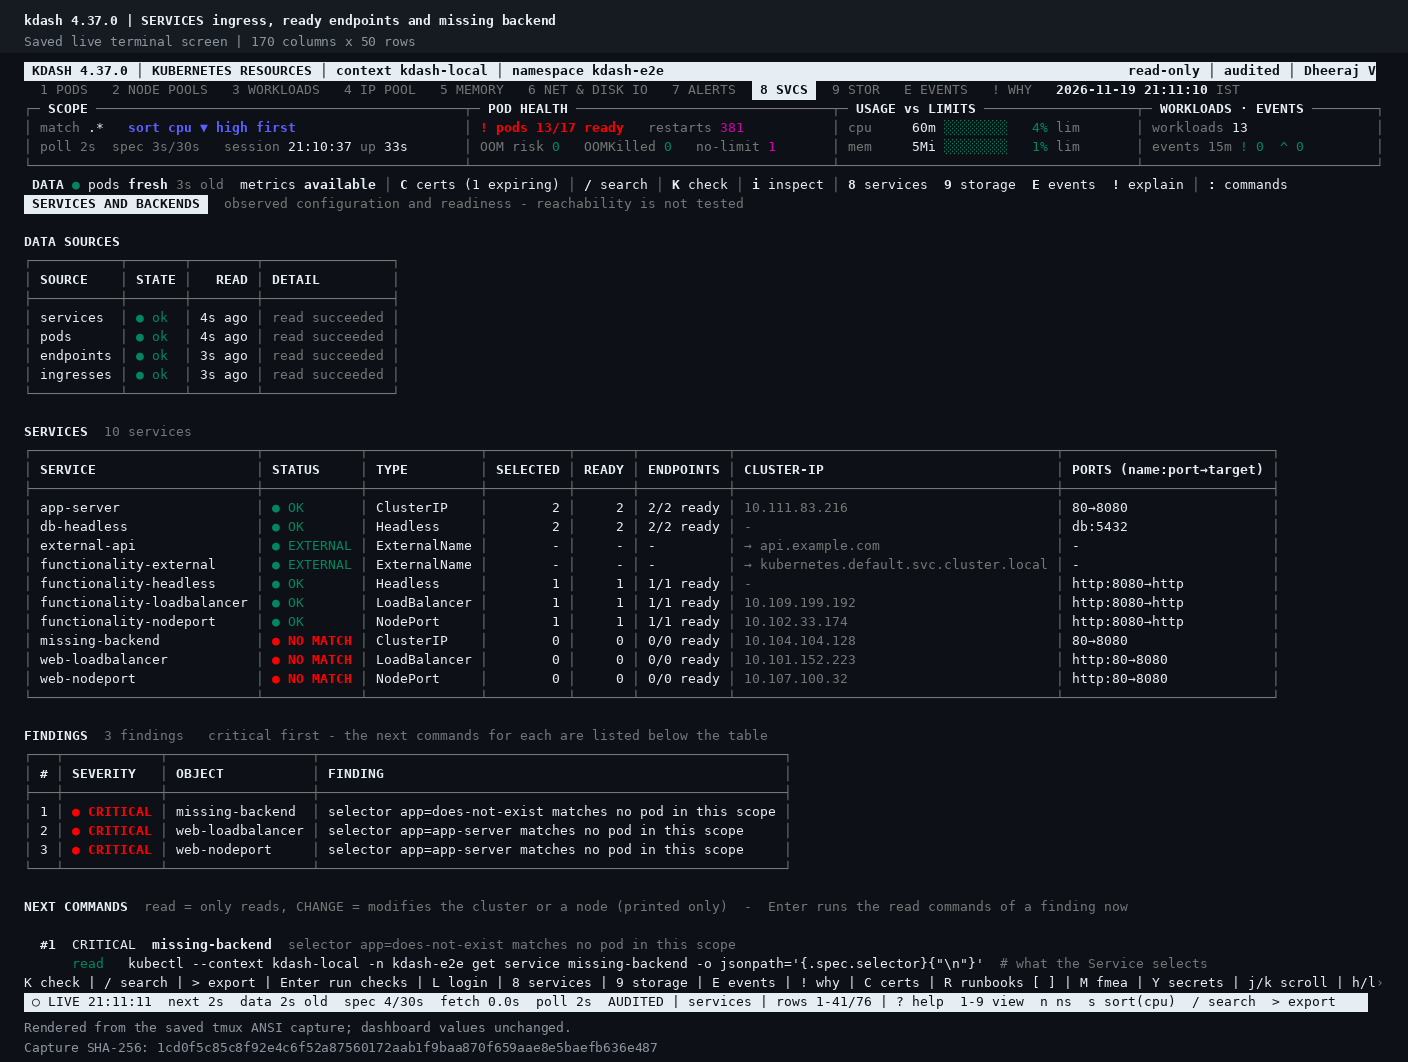 kdash 4.37.0 | SERVICES ingress, ready endpoints and missing backend
Saved live terminal screen | 170 columns x 50 rows
KDASH 4.37.0 │ KUBERNETES RESOURCES │ context kdash-local │ namespace kdash-e2e read-only │ audited │ Dheeraj V
1 PODS 2 NODE POOLS 3 WORKLOADS 4 IP POOL 5 MEMORY 6 NET & DISK IO 7 ALERTS 8 SVCS 9 STOR E EVENTS ! WHY 2026-11-19 21:11:10 IST
SCOPE POD HEALTH USAGE vs LIMITS WORKLOADS · EVENTS
match .* sort cpu ▼ high first │ ! pods 13/17 ready restarts 381 │ cpu 60m 4% lim │ workloads 13
poll 2s spec 3s/30s session 21:10:37 up 33s │ OOM risk 0 OOMKilled 0 no-limit 1 │ mem 5Mi 1% lim │ events 15m ! 0 ^ 0
DATA ● pods fresh 3s old metrics available │ C certs (1 expiring) │ / search │ K check │ i inspect │ 8 services 9 storage E events ! explain │ : commands
SERVICES AND BACKENDS observed configuration and readiness - reachability is not tested
DATA SOURCES
SOURCE │ STATE │ READ │ DETAIL
services │ ● ok │ 4s ago │ read succeeded
pods │ ● ok │ 4s ago │ read succeeded
endpoints │ ● ok │ 3s ago │ read succeeded
ingresses │ ● ok │ 3s ago │ read succeeded
SERVICES 10 services
SERVICE │ STATUS │ TYPE │ SELECTED │ READY │ ENDPOINTS │ CLUSTER-IP │ PORTS (name:port→target)
app-server │ ● OK │ ClusterIP │ 2 │ 2 │ 2/2 ready │ 10.111.83.216 │ 80→8080
db-headless │ ● OK │ Headless │ 2 │ 2 │ 2/2 ready │ - │ db:5432
external-api │ ● EXTERNAL │ ExternalName │ - │ - │ - │ → api.example.com │ -
functionality-external │ ● EXTERNAL │ ExternalName │ - │ - │ - │ → kubernetes.default.svc.cluster.local │ -
functionality-headless │ ● OK │ Headless │ 1 │ 1 │ 1/1 ready │ - │ http:8080→http
functionality-loadbalancer │ ● OK │ LoadBalancer │ 1 │ 1 │ 1/1 ready │ 10.109.199.192 │ http:8080→http
functionality-nodeport │ ● OK │ NodePort │ 1 │ 1 │ 1/1 ready │ 10.102.33.174 │ http:8080→http
missing-backend │ ● NO MATCH │ ClusterIP │ 0 │ 0 │ 0/0 ready │ 10.104.104.128 │ 80→8080
web-loadbalancer │ ● NO MATCH │ LoadBalancer │ 0 │ 0 │ 0/0 ready │ 10.101.152.223 │ http:80→8080
web-nodeport │ ● NO MATCH │ NodePort │ 0 │ 0 │ 0/0 ready │ 10.107.100.32 │ http:80→8080
FINDINGS 3 findings critical first - the next commands for each are listed below the table
# │ SEVERITY │ OBJECT │ FINDING
1 │ ● CRITICAL │ missing-backend │ selector app=does-not-exist matches no pod in this scope
2 │ ● CRITICAL │ web-loadbalancer │ selector app=app-server matches no pod in this scope
3 │ ● CRITICAL │ web-nodeport │ selector app=app-server matches no pod in this scope
NEXT COMMANDS read = only reads, CHANGE = modifies the cluster or a node (printed only) - Enter runs the read commands of a finding now
#1 CRITICAL missing-backend selector app=does-not-exist matches no pod in this scope
read kubectl --context kdash-local -n kdash-e2e get service missing-backend -o jsonpath='{.spec.selector}{"\n"}' # what the Service selects
K check | / search | > export | Enter run checks | L login | 8 services | 9 storage | E events | ! why | C certs | R runbooks [ ] | M fmea | Y secrets | j/k scroll | h/l›
○ LIVE 21:11:11 next 2s data 2s old spec 4/30s fetch 0.0s poll 2s AUDITED | services | rows 1-41/76 | ? help 1-9 view n ns s sort(cpu) / search > export
Rendered from the saved tmux ANSI capture; dashboard values unchanged.
Capture SHA-256: 1cd0f5c85c8f92e4c6f52a87560172aab1f9baa870f659aae8e5baefb636e487